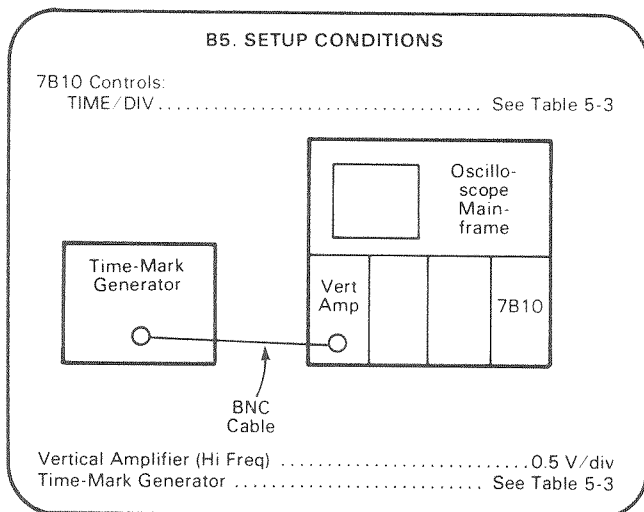 B5. SETUP CONDITIONS
7B10 Controls:
TIME/DIV.................................. See Table 5-3
Oscillo-
scope
Main-
frame
Time-Mark
Generator
Vert
Amp
7B10
BNC
Cable
Vertical Amplifier (Hi Freq) ..........................0.5 V/div
Time-Mark Generator .......................... See Table 5-3